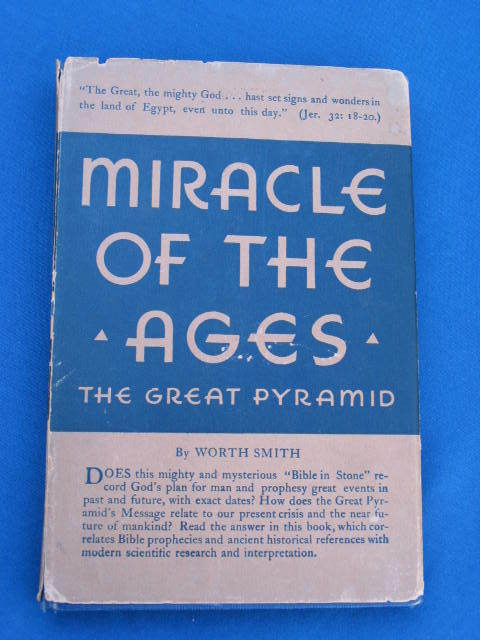 "The Great, the mighty God . . . hast set signs and wonders in
the land of Egypt, even unto this day." (Jer. 32: 18-20.)
MIRACLE
OF THE
· AGES ·
THE GREAT PYRAMID
By WORTH SMITH
DOES this mighty and mysterious "Bible in Stone" re-
cord God's plan for man and prophesy great events in
past and future, with exact dates? How does the Great Pyr-
amid's Message relate to our present crisis and the near fu-
ture of mankind? Read the answer in this book, which cor-
relates Bible prophecies and ancient historical references with
modern scientific research and interpretation.